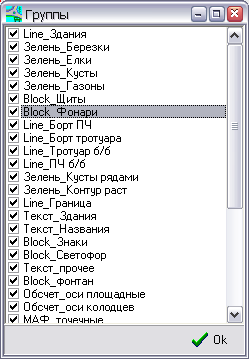 Группы
Line_Здания
Зелень_Березки
Зелень_Елки
Зелень_Кусты
Зелень_Газоны
Block_Щиты
Block_Фонари
Line_Борт ПЧ
Line_Борт тротуара
Line_Тротуар б/б
Line_ПЧ б/б
Зелень_Кусты рядами
Зелень_Контур раст
Line_Граница
Текст_Здания
Текст_Названия
Block_Знаки
Block_Светофор
Текст_прочее
Block_фонтан
Обсчет_оси площадные
Обсчет_оси колодцев
МАФ_точечные
Ok